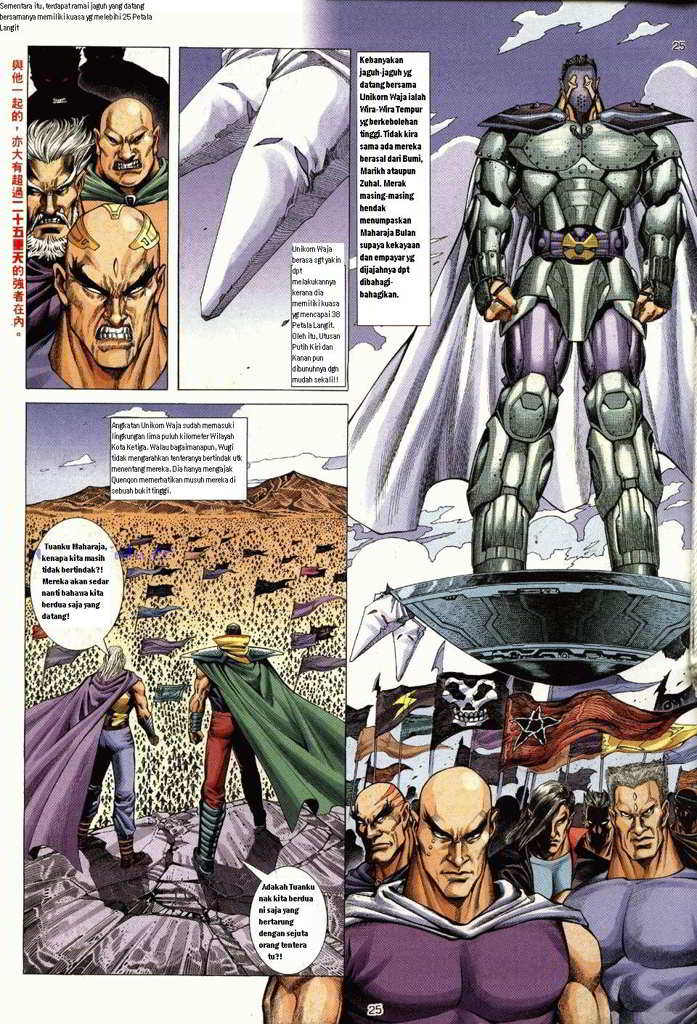 Sementara itu, terdapat ramai jaguh yang datang
bersamanya memiliki kuasa yg melebihi 25 Petala
Langit
25
與他一起的，亦大有超過二十五重天的強者在內。
Kebanyakan
jaguh-jaguh yg
datang bersama
Unikorn Waja ialah
Wira-Wira Tempur
yg berkebolehan
tinggi. Tidak kira
sama ada mereka
berasal dari Bumi,
Marikh ataupun
Zuhal. Merak
masing-masing
hendak
menumpaskan
Maharaja Bulan
supaya kekayaan
dan empayar yg
dijajahnya dpt
dibahagi-
bahagikan.
Unikorn Waja
berasa sgt yakin
dpt
melakukannya
kerana dia
memiliki kuasa
yg mencapai 38
Petala Langit.
Oleh itu, Utusan
Putih Kiri dan
Kanan pun
dibunuhnya dgn
mudah sekali!!
Angkatan Unikorn Waja sudah memasuki
lingkungan lima puluh kilometer Wilayah
Kota Ketiga. Walau bagaimanapun, Wugi
tidak mengarahkan tenteranya bertindak utk
menentang mereka. Dia hanya mengajak
Quenqon memerhatikan musuh mereka di
sebuah bukit tinggi.
Tuanku Maharaja,
kenapa kita masih
tidak bertindak?!
Mereka akan sedar
nanti bahawa kita
berdua saja yang
datang!
Adakah Tuanku
nak kita berdua
ni saja yang
bertarung
dengan sejuta
orang tentera
tu?!
25